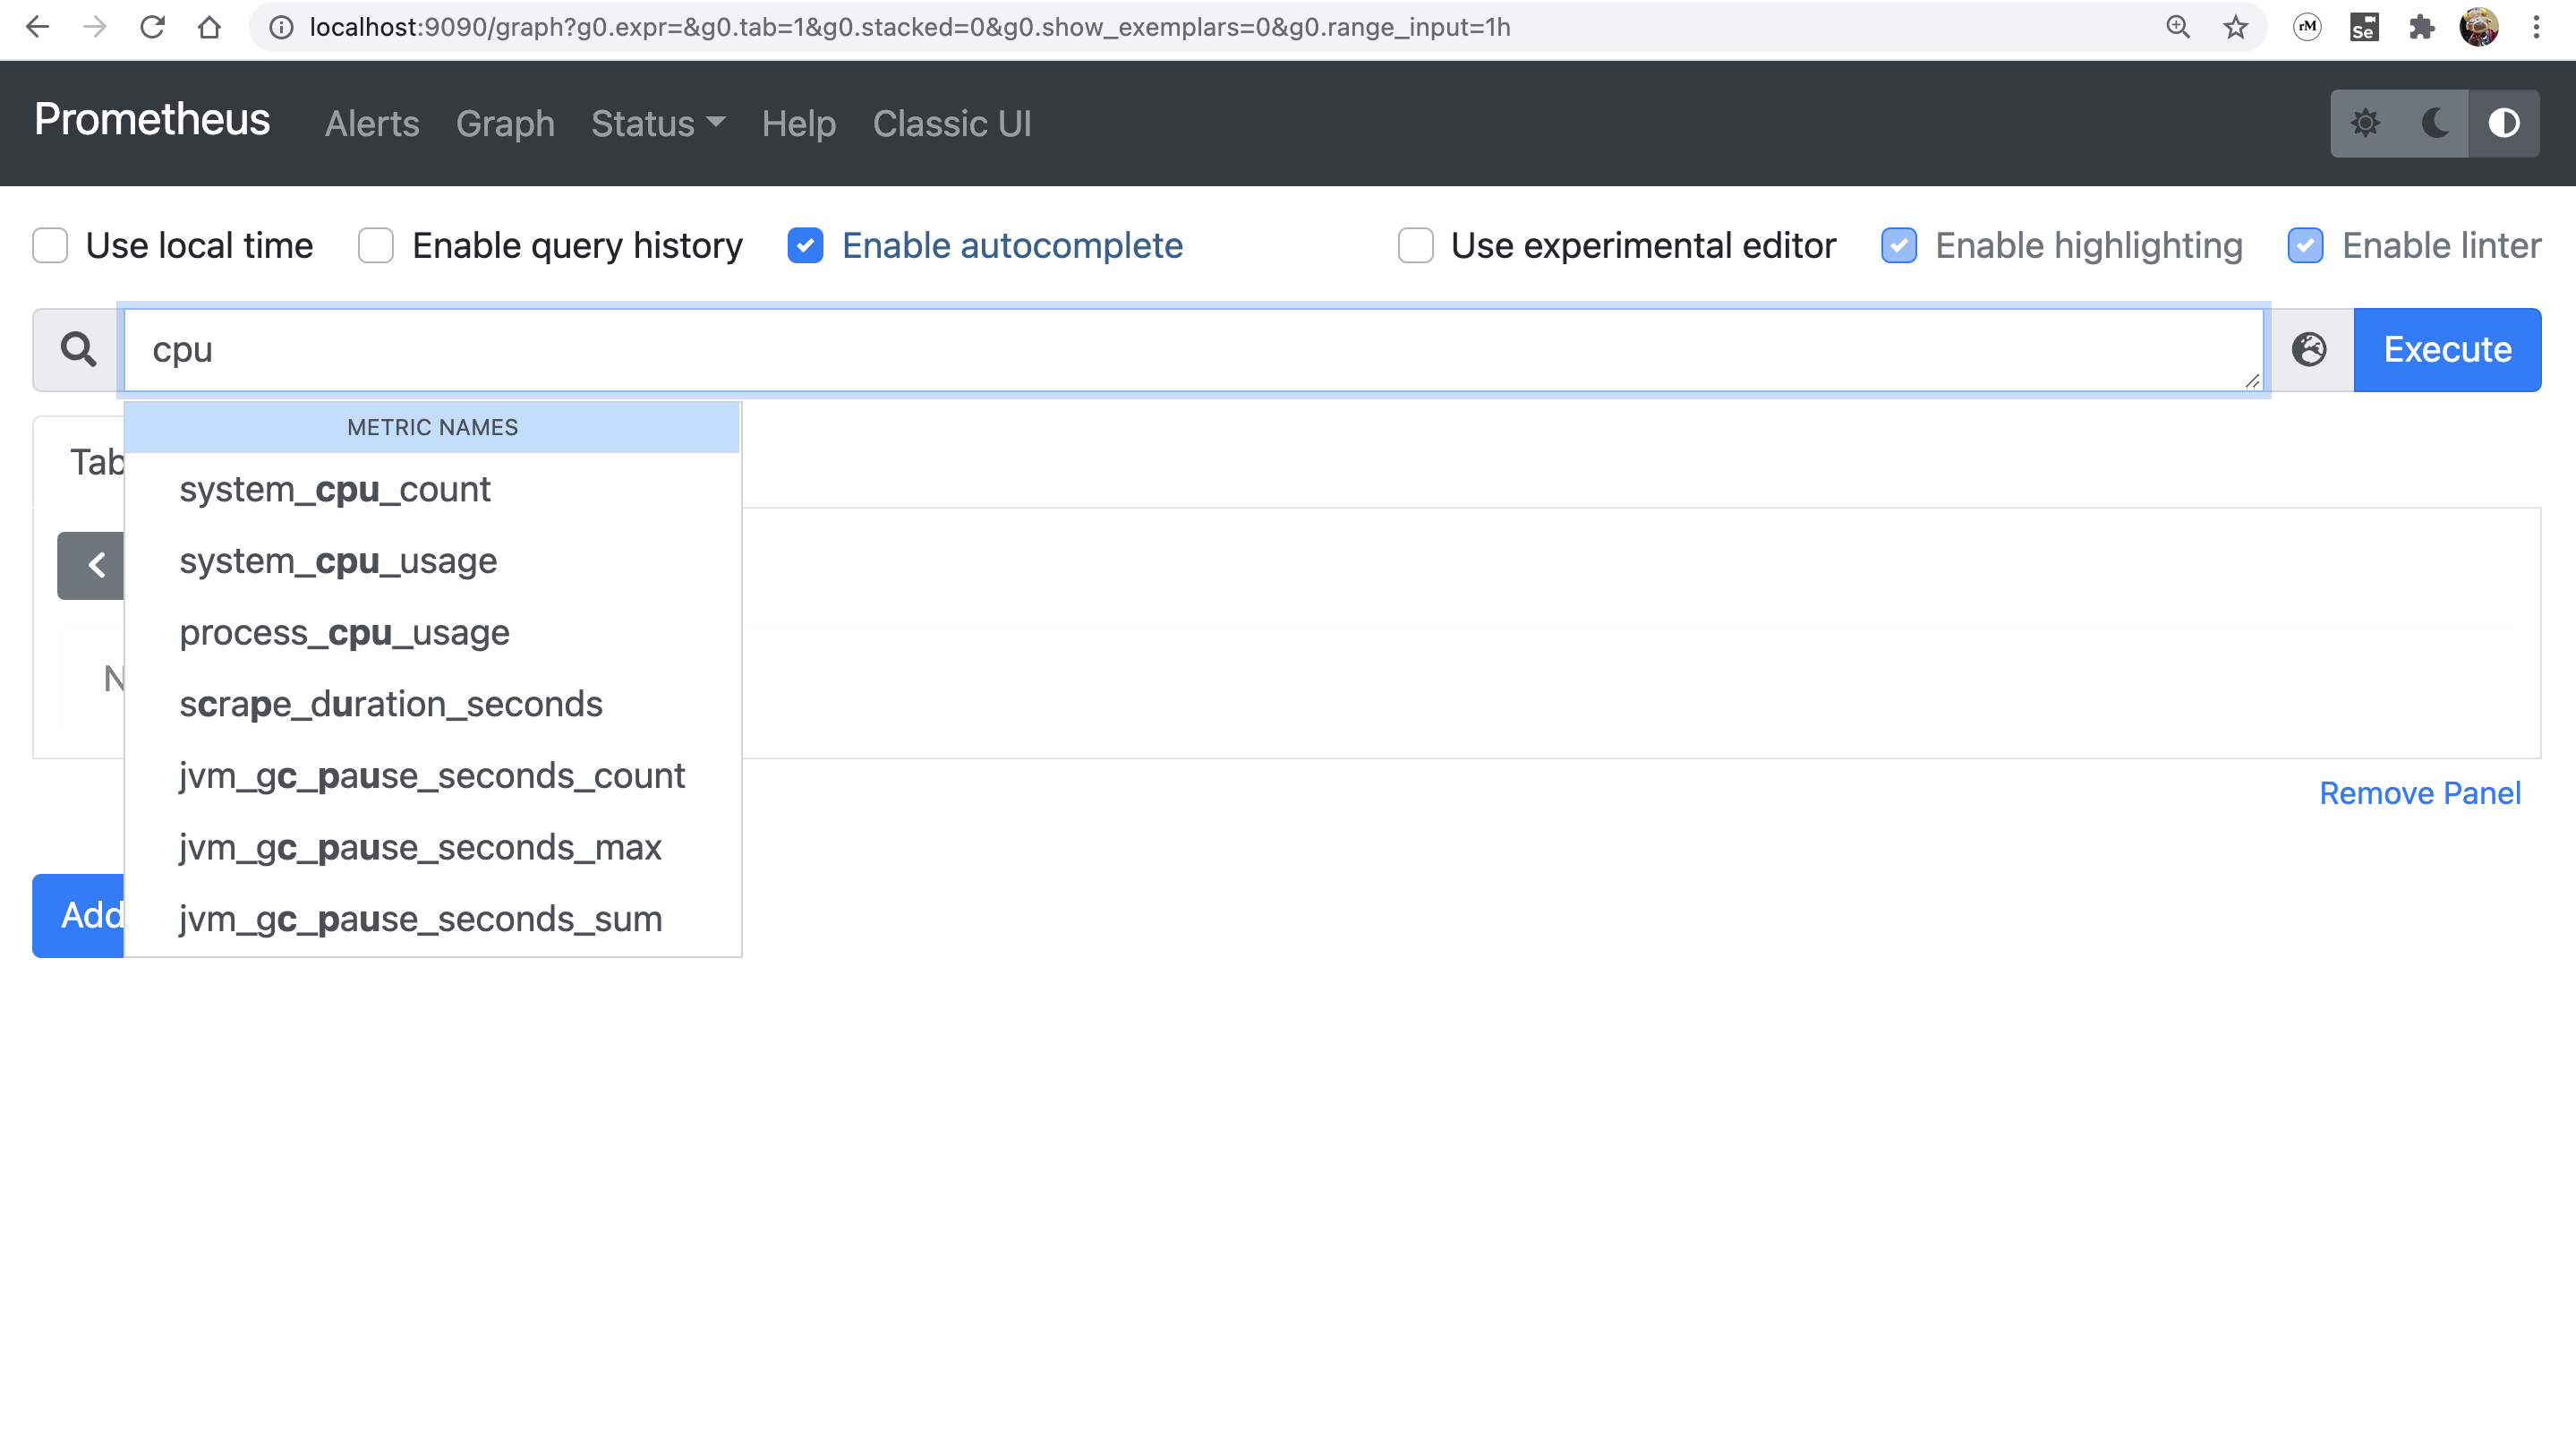 localhost:9090/graph?g0.expr=&g0.tab=1&g0.stacked=0&g0.show_exemplars=0&g0.range_input=1h
rM
Se
Prometheus Alerts Graph Status Help Classic UI
Use local time Enable query history Enable autocomplete Use experimental editor Enable highlighting Enable linter
cpu Execute
METRIC NAMES
Tab
system_cpu_count
system_cpu_usage
process_cpu_usage
N
scrape_duration_seconds
jvm_gc_pause_seconds_count
Remove Panel
jvm_gc_pause_seconds_max
Add
jvm_gc_pause_seconds_sum